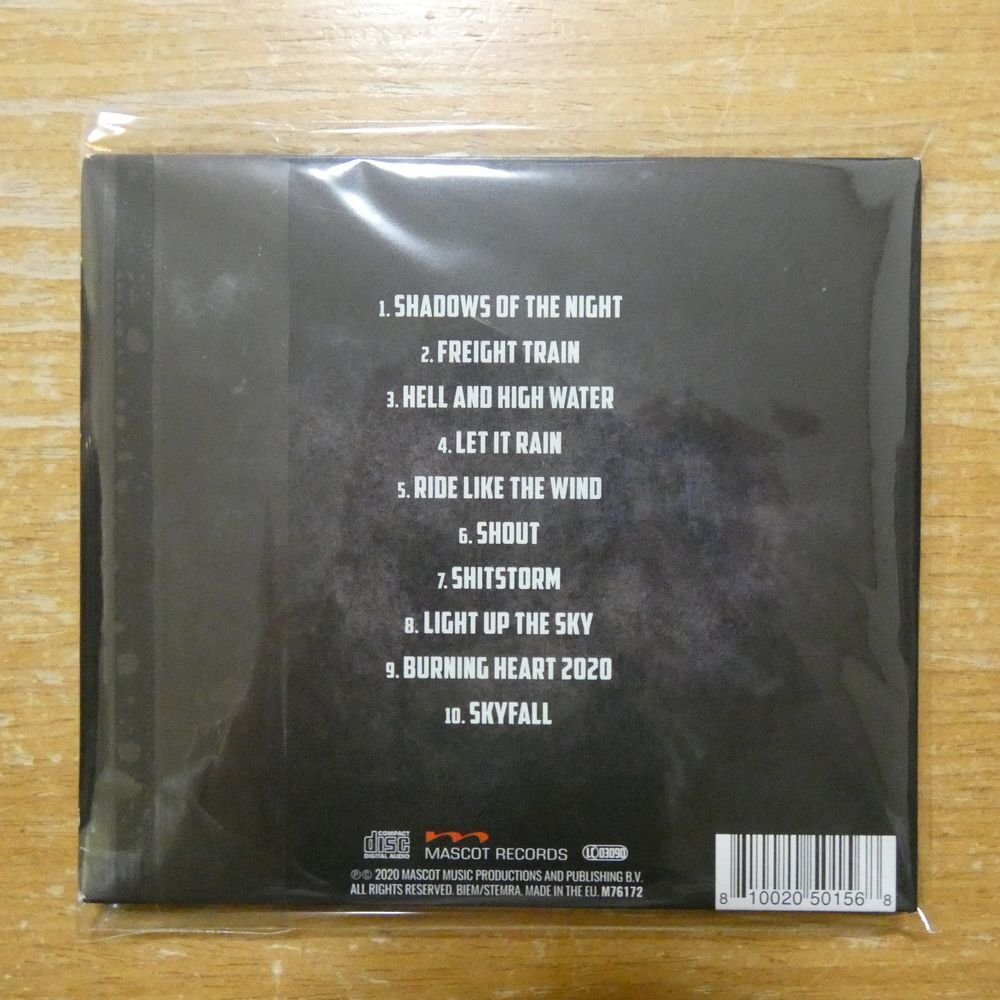 1. SHADOWS OF THE NIGHT
2. FREIGHT TRAIN
3. HELL AND HIGH WATER
4. LET IT RAIN
5. RIDE LIKE THE WIND
6. SHOUT
7. SHITSTORM
8. LIGHT UP THE SKY
9. BURNING HEART 2020
10. SKYFALL
COMPACT
disc
DIGITAL AUDIO
MASCOT RECORDS
LC 03090
℗© 2020 MASCOT MUSIC PRODUCTIONS AND PUBLISHING B.V.
ALL RIGHTS RESERVED. BIEM/STEMRA. MADE IN THE EU. M76172
8 10020 50156 8